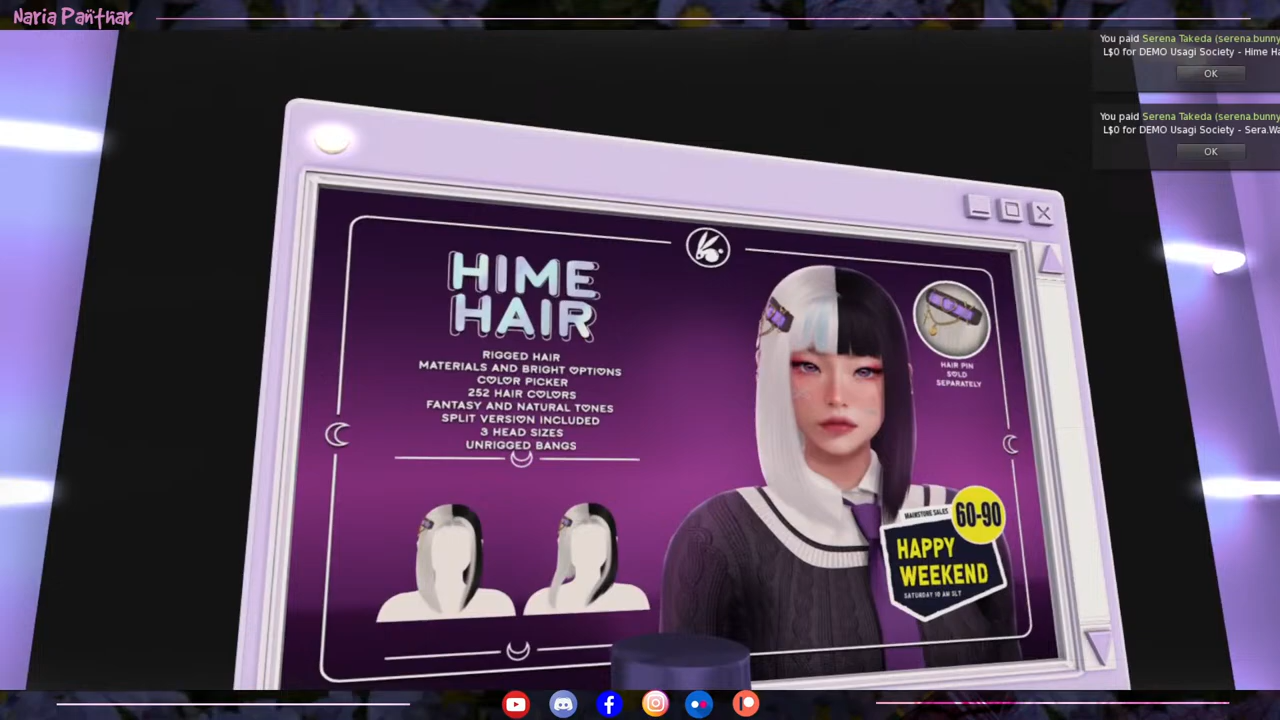 Naria Panthar
You paid Serena Takeda (serena.bunny
L$0 for DEMO Usagi Society - Hime Ha
OK
You paid Serena Takeda (serena.bunny
L$0 for DEMO Usagi Society - Sera.Wa
OK
HIME
HAIR
RIGGED HAIR
MATERIALS AND BRIGHT OPTIONS
COLOR PICKER
252 HAIR COLORS
FANTASY AND NATURAL TONES
SPLIT VERSION INCLUDED
3 HEAD SIZES
UNRIGGED BANGS
HAIR PIN
SOLD
SEPARATELY
MAINSTORE SALES
60-90
HAPPY
WEEKEND
SATURDAY 10 AM SLT